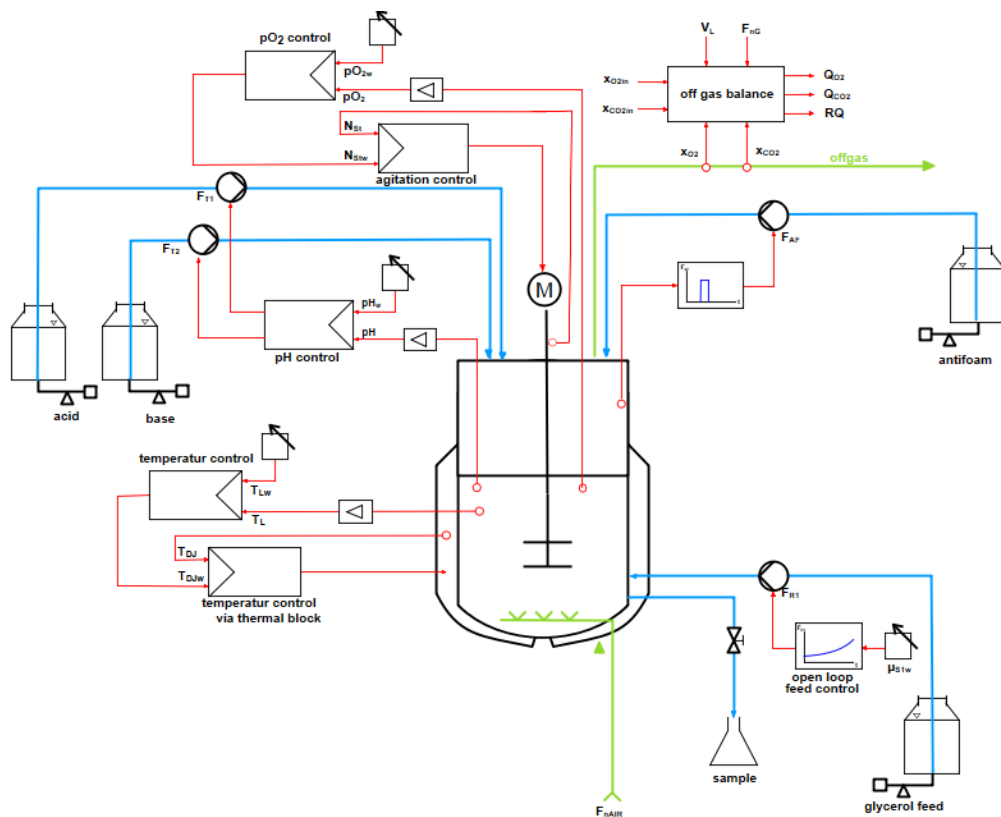 pO2 control
pO2w
pO2
NSt
NStw
agitation control
VL
FnG
xO2in
xCO2in
off gas balance
QO2
QCO2
RQ
xO2
xCO2
offgas
FT1
FT2
FAF
t
M
pHw
pH
pH control
acid
base
antifoam
temperatur control
TLw
TL
TDJ
TDJw
temperatur control
via thermal block
FR1
t
open loop
feed control
µS1w
sample
glycerol feed
FnAIR